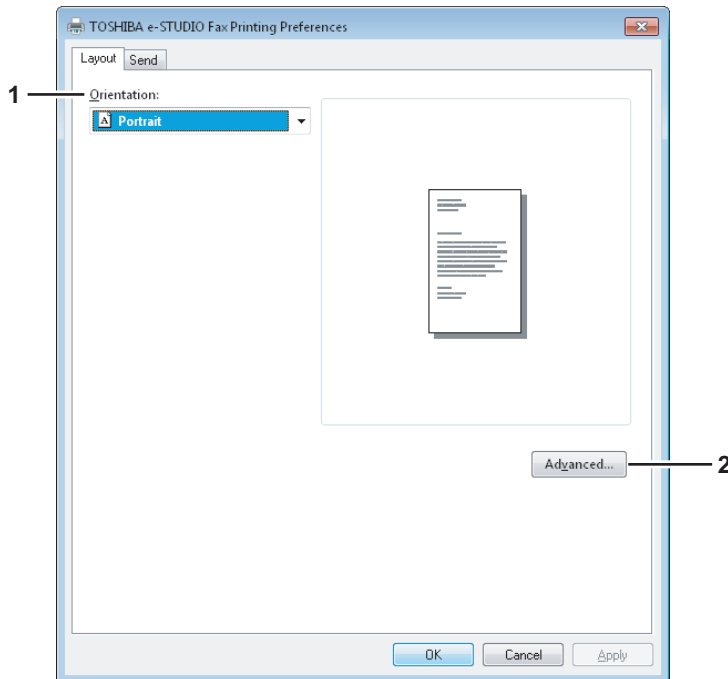 TOSHIBA e-STUDIO Fax Printing Preferences
Layout Send
1
Orientation:
A Portrait
Advanced...
2
OK Cancel Apply